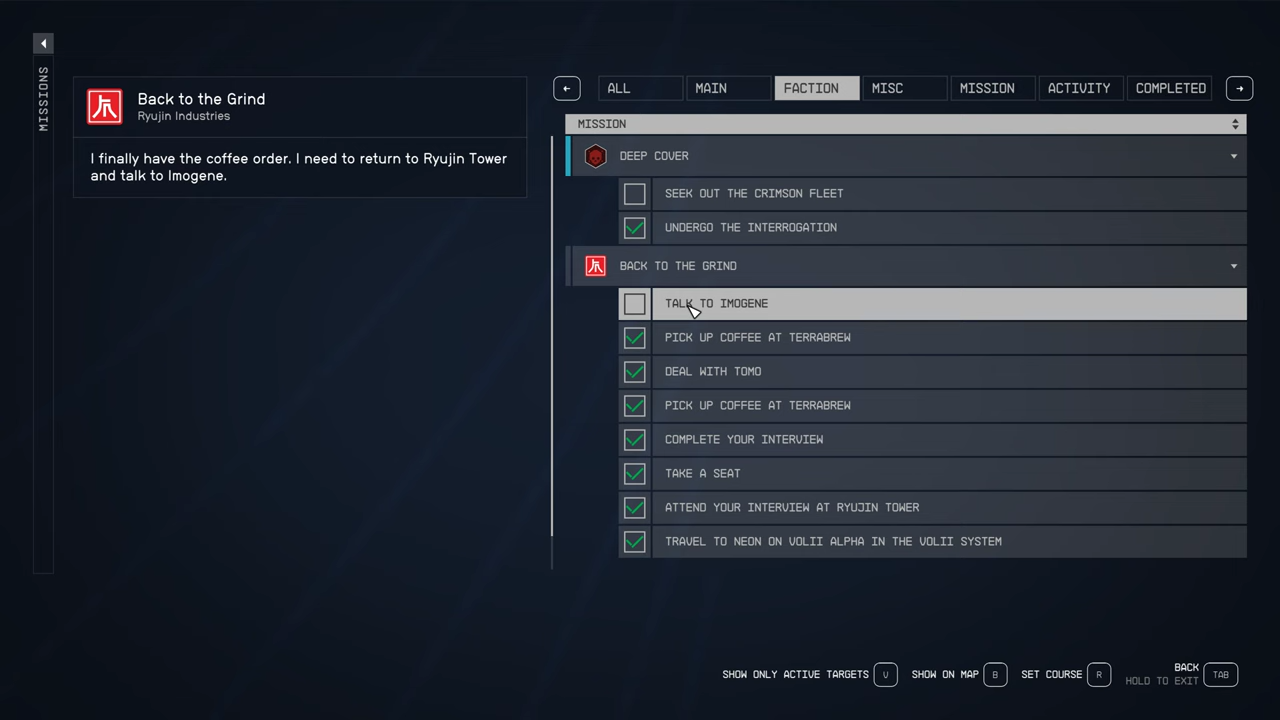 MISSIONS
Back to the Grind
Ryujin Industries
I finally have the coffee order. I need to return to Ryujin Tower
and talk to Imogene.
ALL
MAIN
FACTION
MISC
MISSION
ACTIVITY
COMPLETED
MISSION
DEEP COVER
SEEK OUT THE CRIMSON FLEET
UNDERGO THE INTERROGATION
BACK TO THE GRIND
TALK TO IMOGENE
PICK UP COFFEE AT TERRABREW
DEAL WITH TOMO
PICK UP COFFEE AT TERRABREW
COMPLETE YOUR INTERVIEW
TAKE A SEAT
ATTEND YOUR INTERVIEW AT RYUJIN TOWER
TRAVEL TO NEON ON VOLII ALPHA IN THE VOLII SYSTEM
SHOW ONLY ACTIVE TARGETS V
SHOW ON MAP B
SET COURSE R
BACK
HOLD TO EXIT TAB